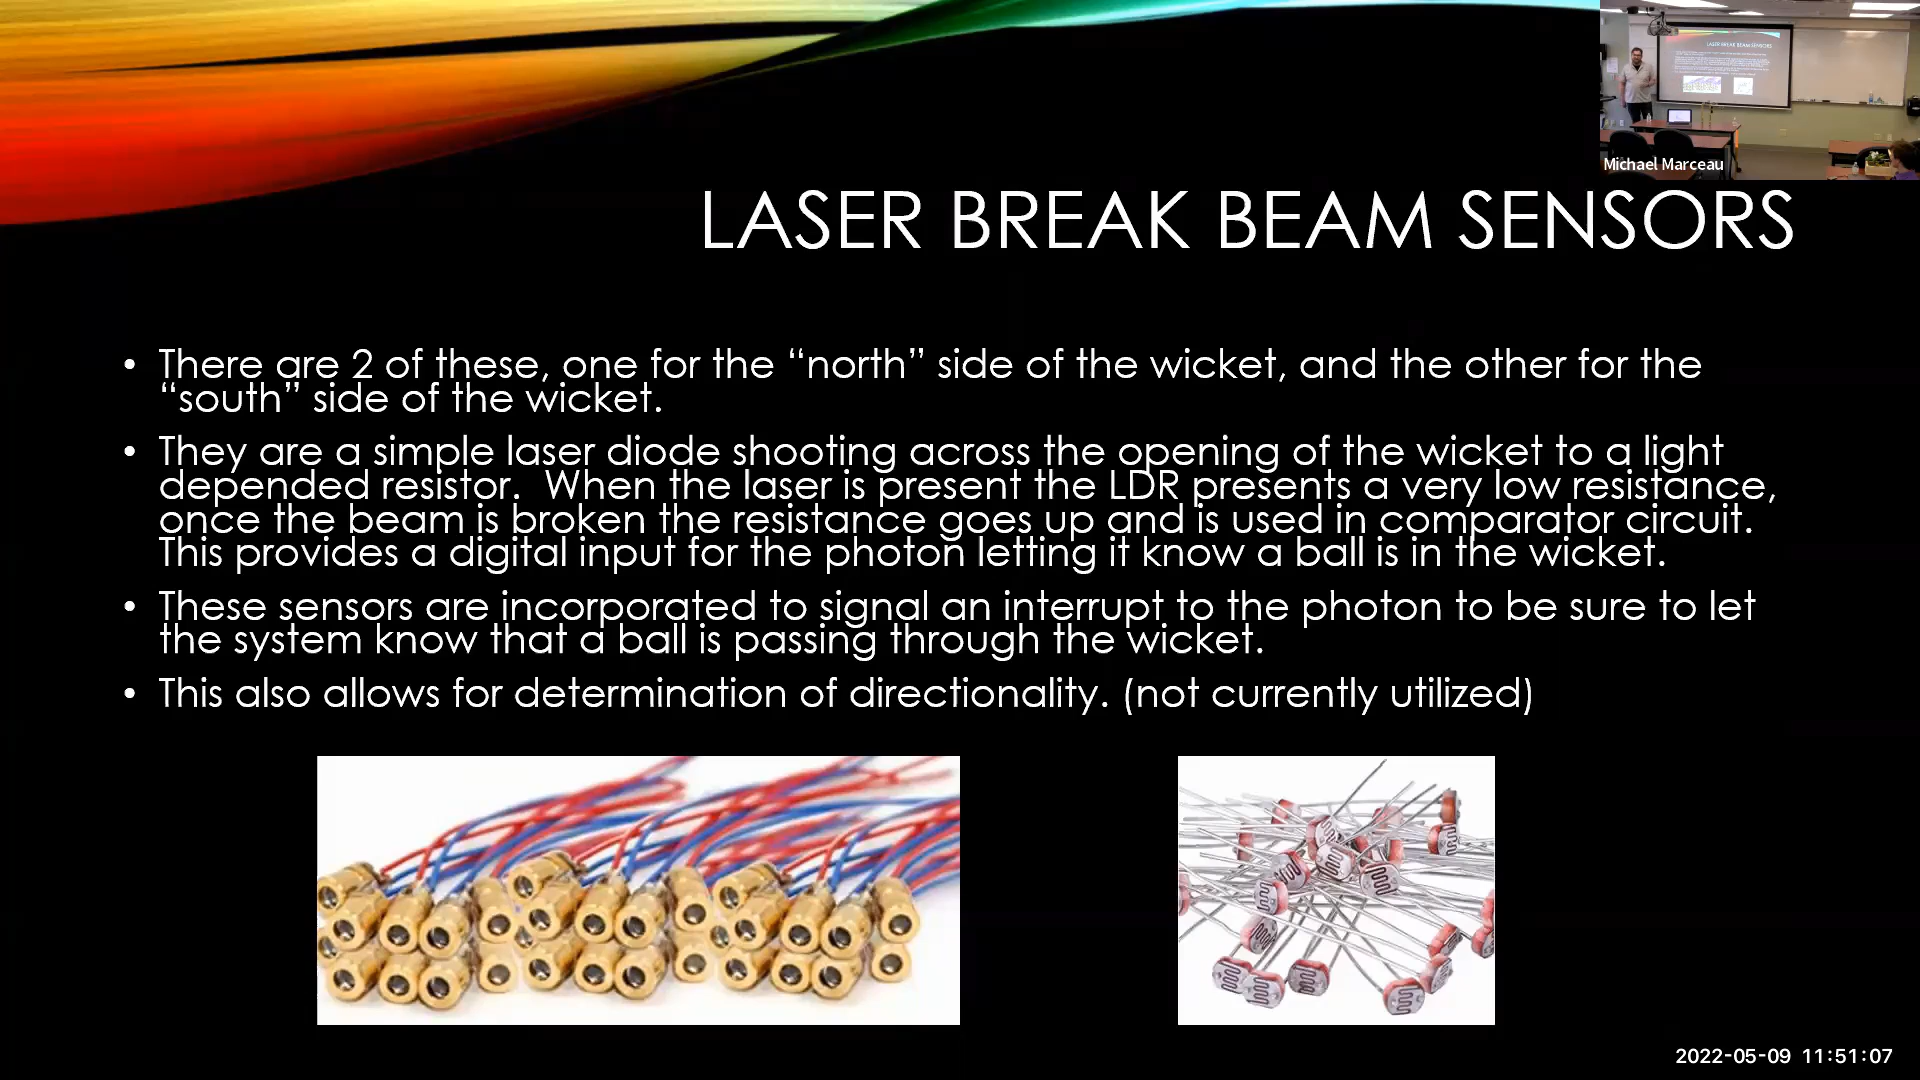 Michael Marceau
LASER BREAK BEAM SENSORS
• There are 2 of these, one for the “north” side of the wicket, and the other for the
“south” side of the wicket.
• They are a simple laser diode shooting across the opening of the wicket to a light
depended resistor.  When the laser is present the LDR presents a very low resistance,
once the beam is broken the resistance goes up and is used in comparator circuit.
This provides a digital input for the photon letting it know a ball is in the wicket.
• These sensors are incorporated to signal an interrupt to the photon to be sure to let
the system know that a ball is passing through the wicket.
• This also allows for determination of directionality. (not currently utilized)
2022-05-09 11:51:07